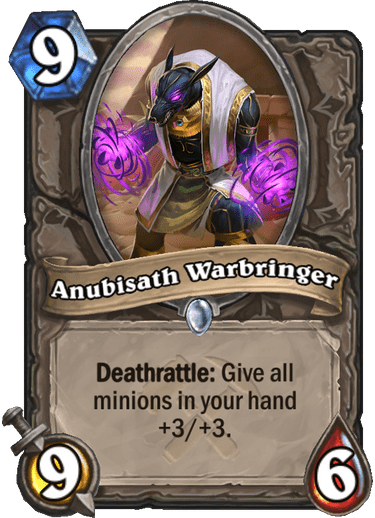 9
Anubisath Warbringer
Deathrattle: Give all
minions in your hand
+3/+3.
9
6